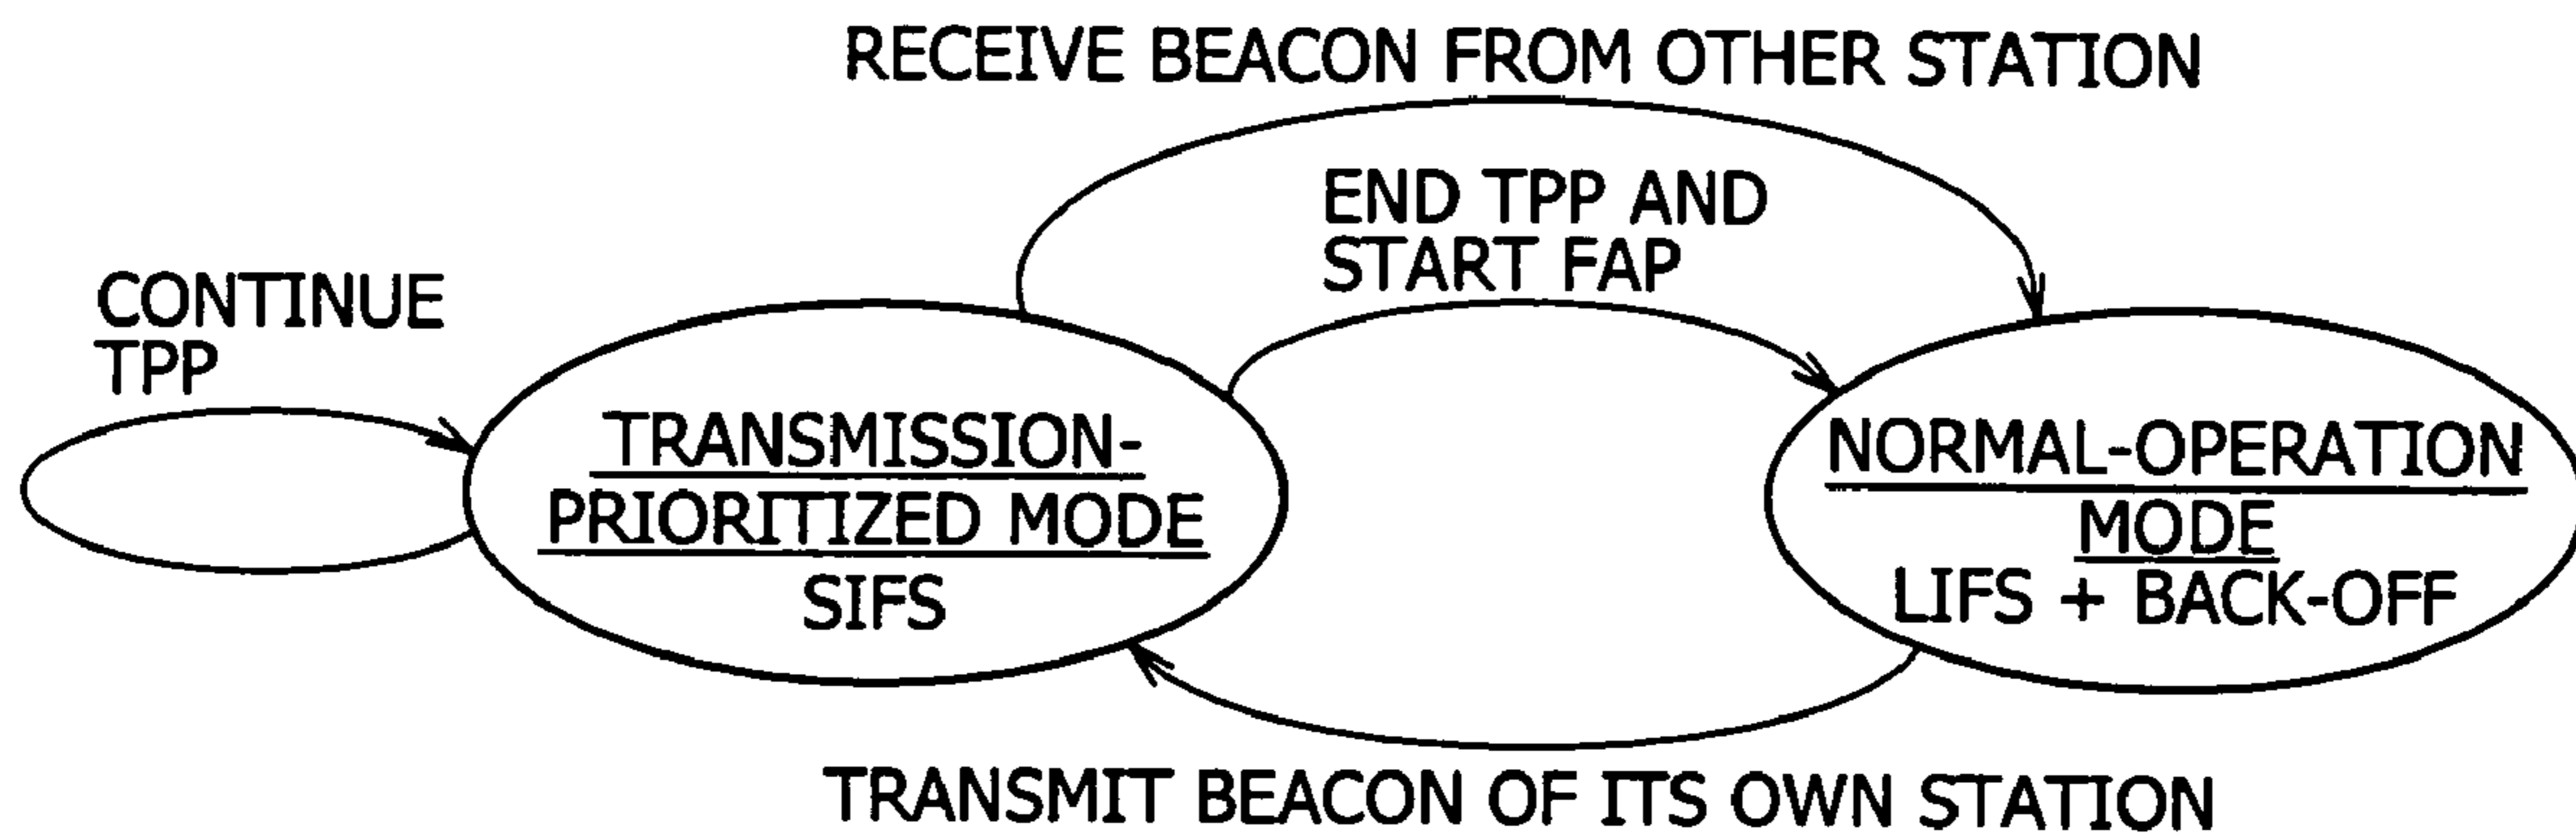 RECEIVE BEACON FROM OTHER STATION
END TPP AND
START FAP
CONTINUE
TPP
TRANSMISSION-
PRIORITIZED MODE
SIFS
NORMAL-OPERATION
MODE
LIFS + BACK-OFF
TRANSMIT BEACON OF ITS OWN STATION